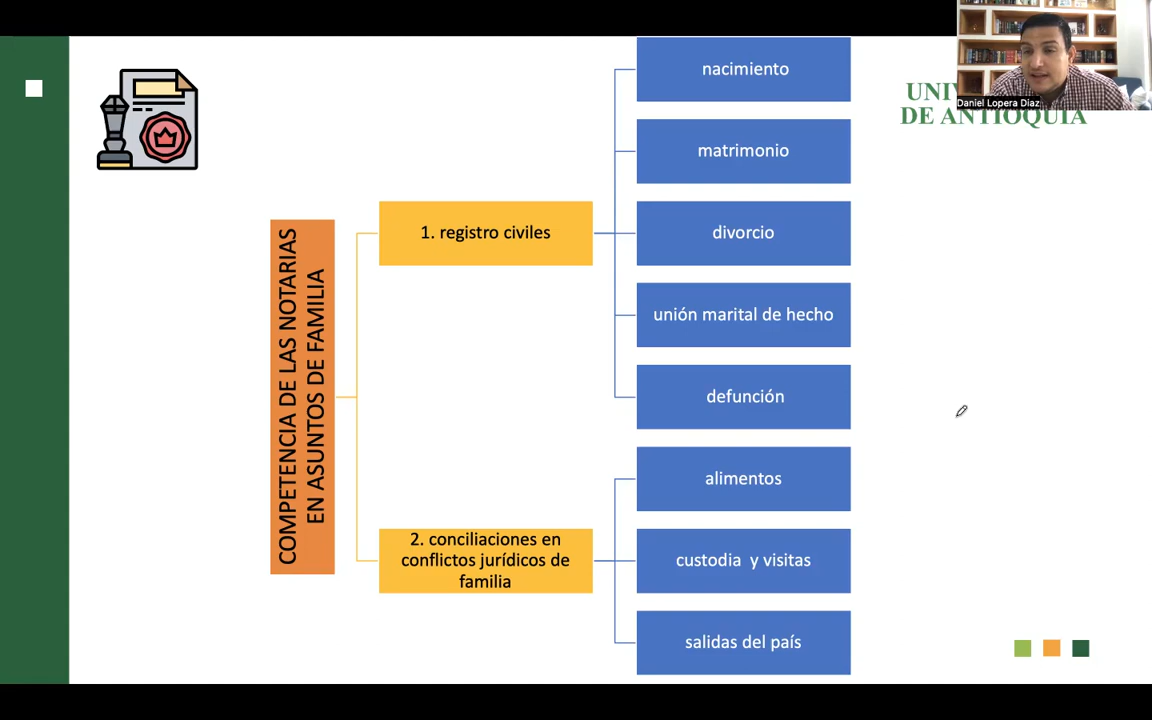 COMPETENCIA DE LAS NOTARIAS
EN ASUNTOS DE FAMILIA
1. registro civiles
nacimiento
matrimonio
divorcio
unión marital de hecho
defunción
2. conciliaciones en
conflictos jurídicos de
familia
alimentos
custodia y visitas
salidas del país
Daniel Lopera Diaz
DE ANTIOQUIA